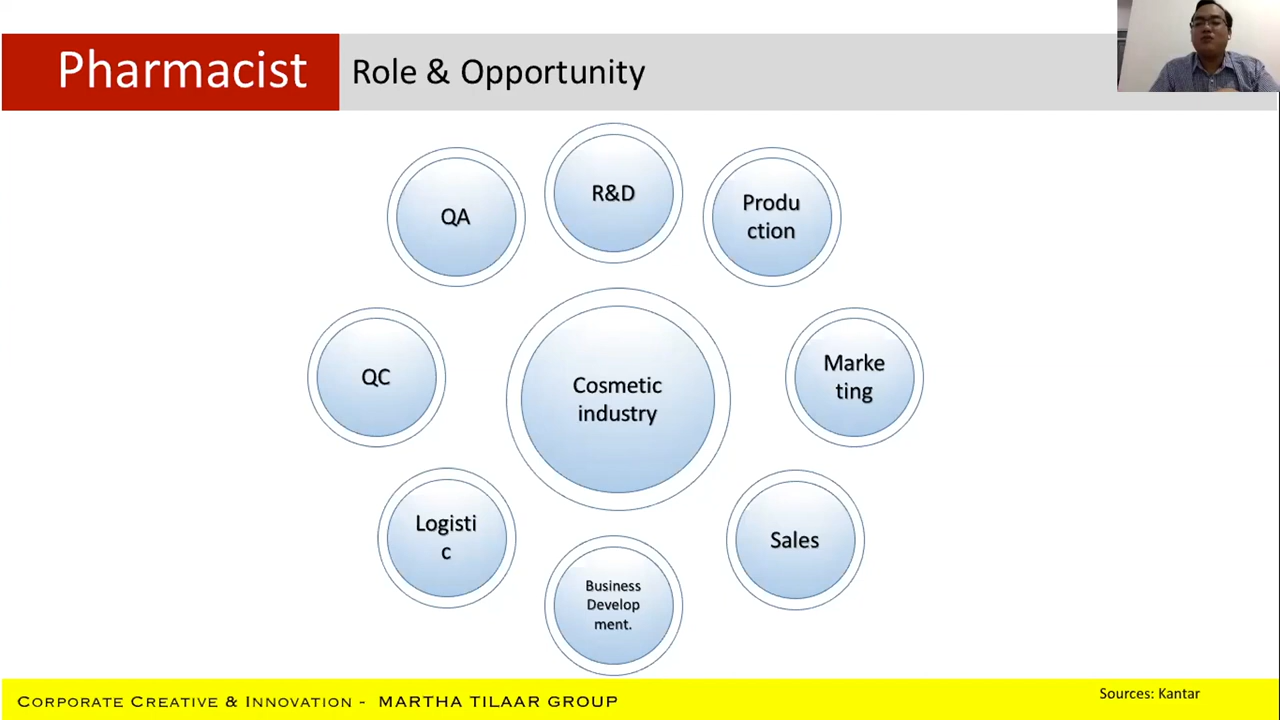 Pharmacist
Role & Opportunity
R&D
QA
Produ
ction
QC
Cosmetic
industry
Marke
ting
Logisti
c
Sales
Business
Develop
ment.
CORPORATE CREATIVE & INNOVATION - MARTHA TILAAR GROUP
Sources: Kantar